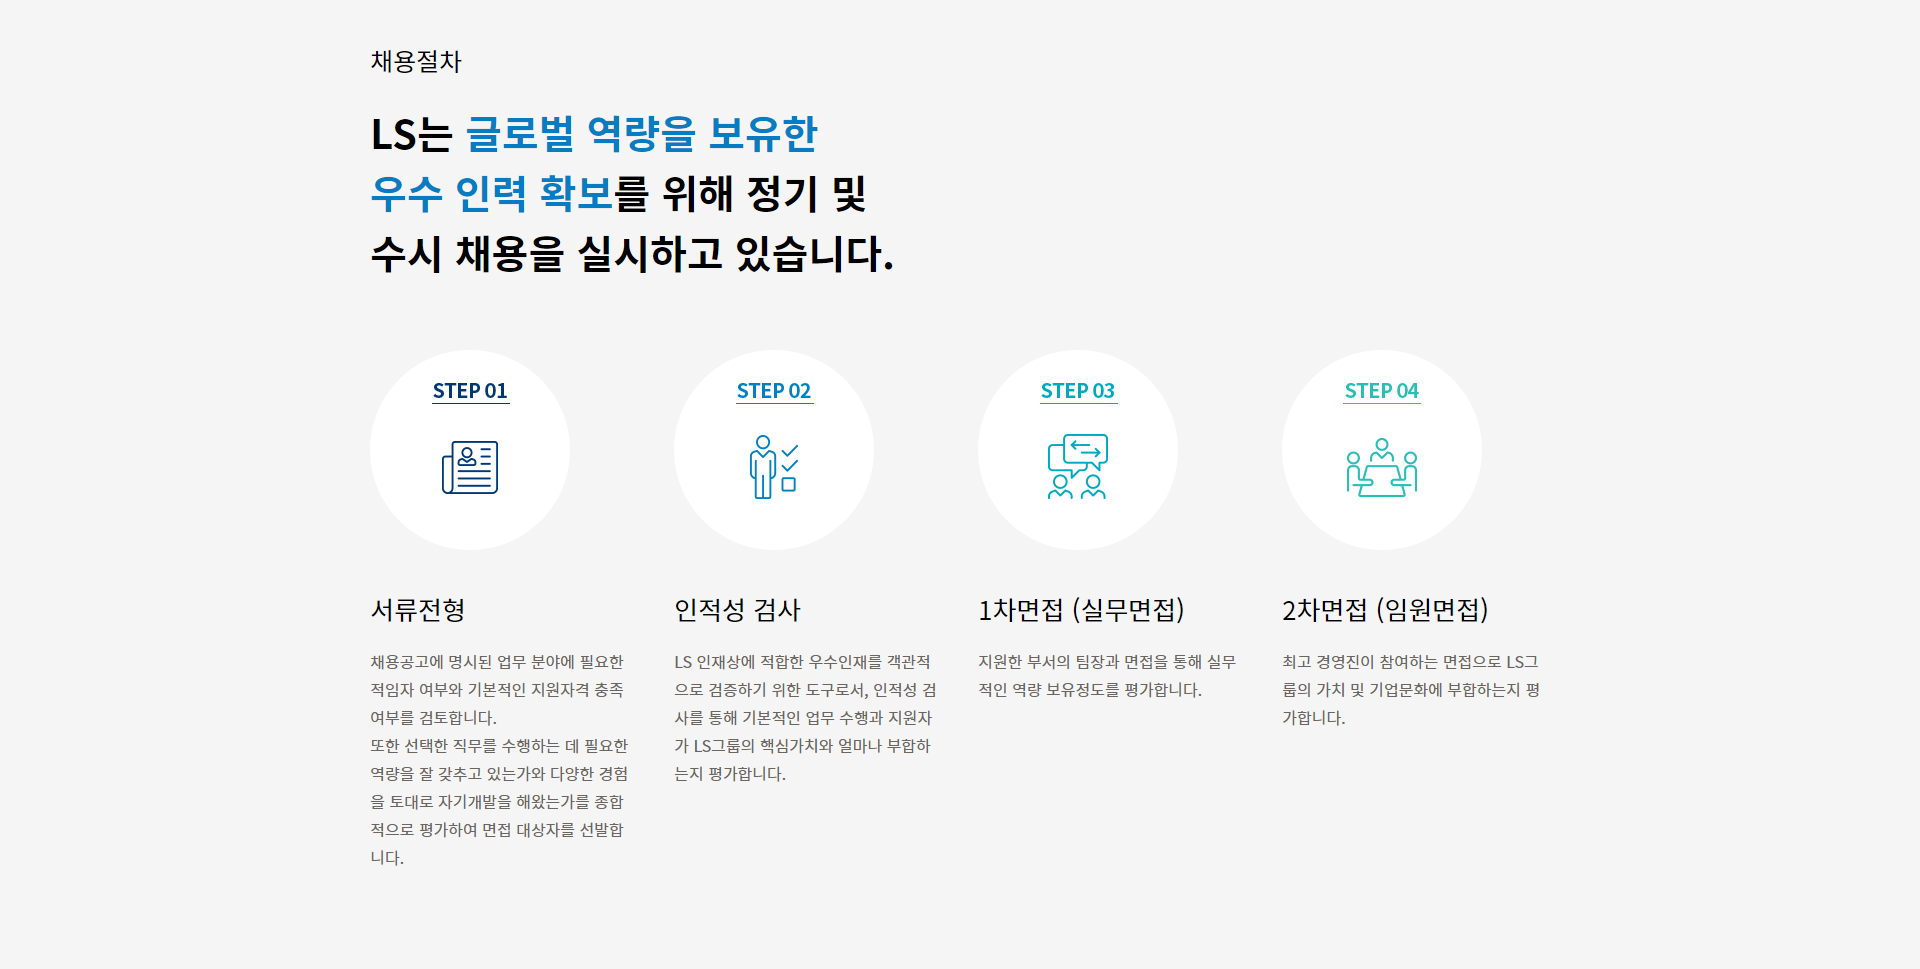 채용절차
LS는 글로벌 역량을 보유한
우수 인력 확보를 위해 정기 및
수시 채용을 실시하고 있습니다.
STEP 01
서류전형
채용공고에 명시된 업무 분야에 필요한
적임자 여부와 기본적인 지원자격 충족
여부를 검토합니다.
또한 선택한 직무를 수행하는 데 필요한
역량을 잘 갖추고 있는가와 다양한 경험
을 토대로 자기개발을 해왔는가를 종합
적으로 평가하여 면접 대상자를 선발합
니다.
STEP 02
인적성 검사
LS 인재상에 적합한 우수인재를 객관적
으로 검증하기 위한 도구로서, 인적성 검
사를 통해 기본적인 업무 수행과 지원자
가 LS그룹의 핵심가치와 얼마나 부합하
는지 평가합니다.
STEP 03
1차면접 (실무면접)
지원한 부서의 팀장과 면접을 통해 실무
적인 역량 보유정도를 평가합니다.
STEP 04
2차면접 (임원면접)
최고 경영진이 참여하는 면접으로 LS그
룹의 가치 및 기업문화에 부합하는지 평
가합니다.